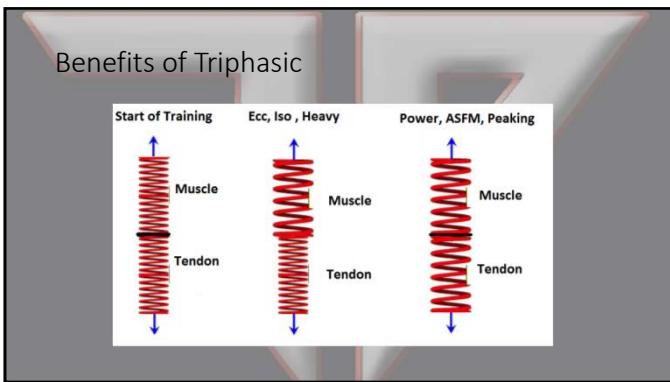 Benefits of Triphasic
Start of Training
Ecc, Iso , Heavy
Power, ASFM, Peaking
Muscle
Muscle
Muscle
Tendon
Tendon
Tendon